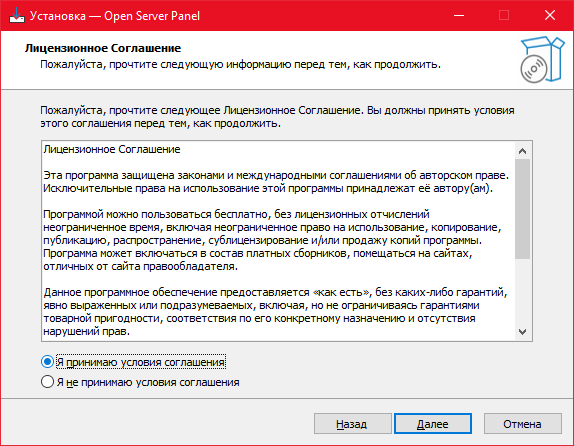 Установка — Open Server Panel
Лицензионное Соглашение
Пожалуйста, прочтите следующую информацию перед тем, как продолжить.
Пожалуйста, прочтите следующее Лицензионное Соглашение. Вы должны принять условия
этого соглашения перед тем, как продолжить.
Лицензионное Соглашение
Эта программа защищена законами и международными соглашениями об авторском праве.
Исключительные права на использование этой программы принадлежат её автору(ам).
Программой можно пользоваться бесплатно, без лицензионных отчислений
неограниченное время, включая неограниченное право на использование, копирование,
публикацию, распространение, сублицензирование и/или продажу копий программы.
Программа может включаться в состав платных сборников, помещаться на сайтах,
отличных от сайта правообладателя.
Данное программное обеспечение предоставляется «как есть», без каких-либо гарантий,
явно выраженных или подразумеваемых, включая, но не ограничиваясь гарантиями
товарной пригодности, соответствия по его конкретному назначению и отсутствия
нарушений прав.
Я принимаю условия соглашения
Я не принимаю условия соглашения
Назад
Далее
Отмена